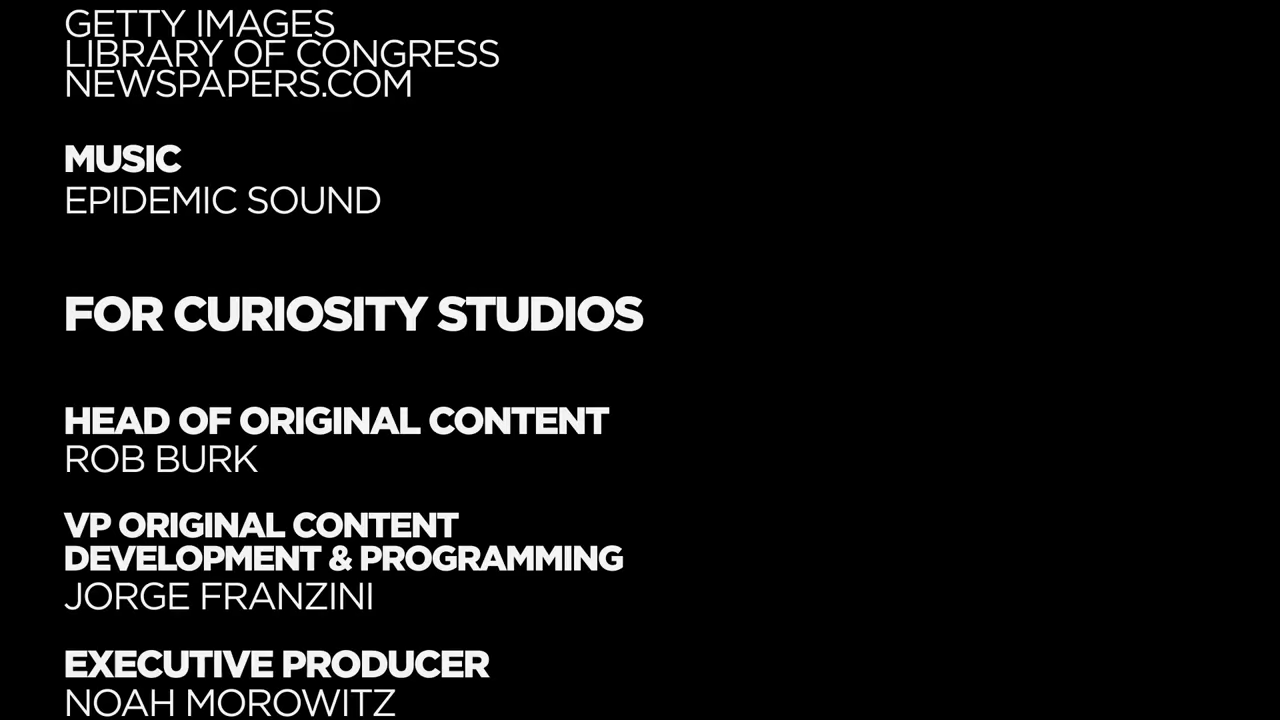 GETTY IMAGES
LIBRARY OF CONGRESS
NEWSPAPERS.COM
MUSIC
EPIDEMIC SOUND
FOR CURIOSITY STUDIOS
HEAD OF ORIGINAL CONTENT
ROB BURK
VP ORIGINAL CONTENT
DEVELOPMENT & PROGRAMMING
JORGE FRANZINI
EXECUTIVE PRODUCER
NOAH MOROWITZ